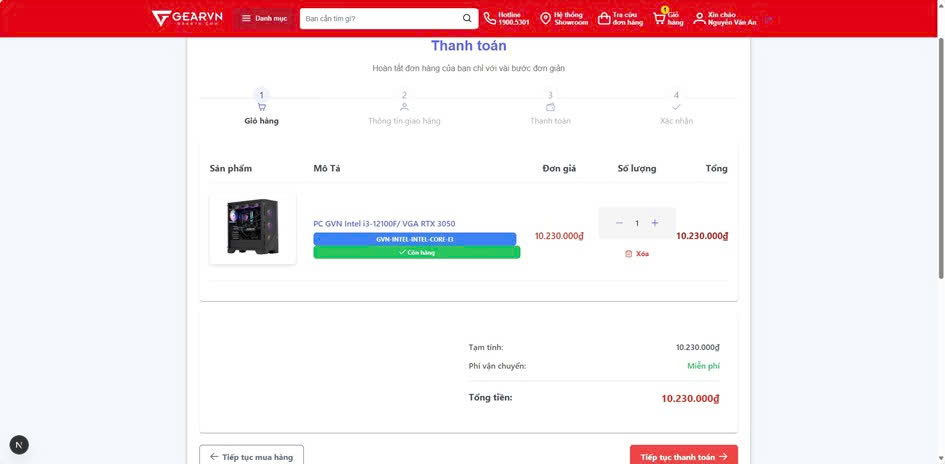 GEARVN
GEARVN.COM
Danh mục
Bạn cần tìm gì?
Hotline
1900.5301
Hệ thống
Showroom
Tra cứu
đơn hàng
1
Giỏ
hàng
Xin chào
Nguyễn Văn An
Thanh toán
Hoàn tất đơn hàng của bạn chỉ với vài bước đơn giản
1
Giỏ hàng
2
Thông tin giao hàng
3
Thanh toán
4
Xác nhận
Sản phẩm
Mô Tả
Đơn giá
Số lượng
Tổng
PC GVN Intel i3-12100F/ VGA RTX 3050
GVN-INTEL-INTEL-CORE-I3
Còn hàng
10.230.000₫
1
Xóa
10.230.000₫
Tạm tính:
10.230.000₫
Phí vận chuyển:
Miễn phí
Tổng tiền:
10.230.000₫
N
Tiếp tục mua hàng
Tiếp tục thanh toán